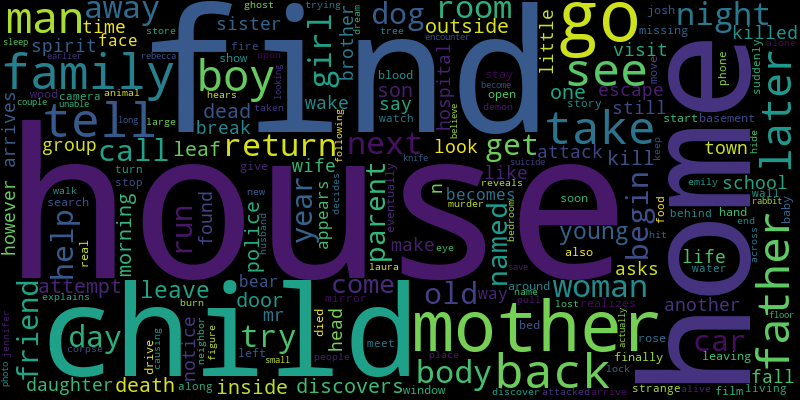 man
away
time
face
sister
ghost
trying
find
girl
brother
dream
dog
tree
room
outside
encounter
little
go
josh
missing
night
killed
alone
sleep
spirit
store
fire
upon
looking
earlier
rebecca
family
wood
camera
animal
couple
unable
show
hears
boy
taken
wake
son
say
hospital
blood
watch
stay
open
become
demon
one
story
see
visit
escape
move
still
suddenly
phone
later
arrives
tell
long
large
dead
break
following
call
leaf
return
next
look
get
attack
kill
take
start
basement
keep
hide
home
town
group
however
house
run
found
year
wife
appears
decides
parent
eventually
like
n
knife
believe
suicide
murder
reveals
named
bedroom
becomes
soon
young
also
begin
emily
school
wall
behind
hand
food
end
rabbit
baby
across
father
walk
turn
stop
search
real
help
morning
give
new
police
husband
make
eye
laura
save
asks
hit
life
water
another
floor
friend
explains
attempt
child
leave
burn
bear
door
mr
mirror
come
old
way
around
name
pull
woman
lost
realizes
day
corpse
notice
neighbor
figure
left
try
small
died
head
people
meet
place
mother
bed
lock
finally
actually
rose
car
leaving
fall
photo
jennifer
daughter
death
drive
causing
along
inside
discovers
window
body
back
discover
attacked
arrive
strange
alive
film
living